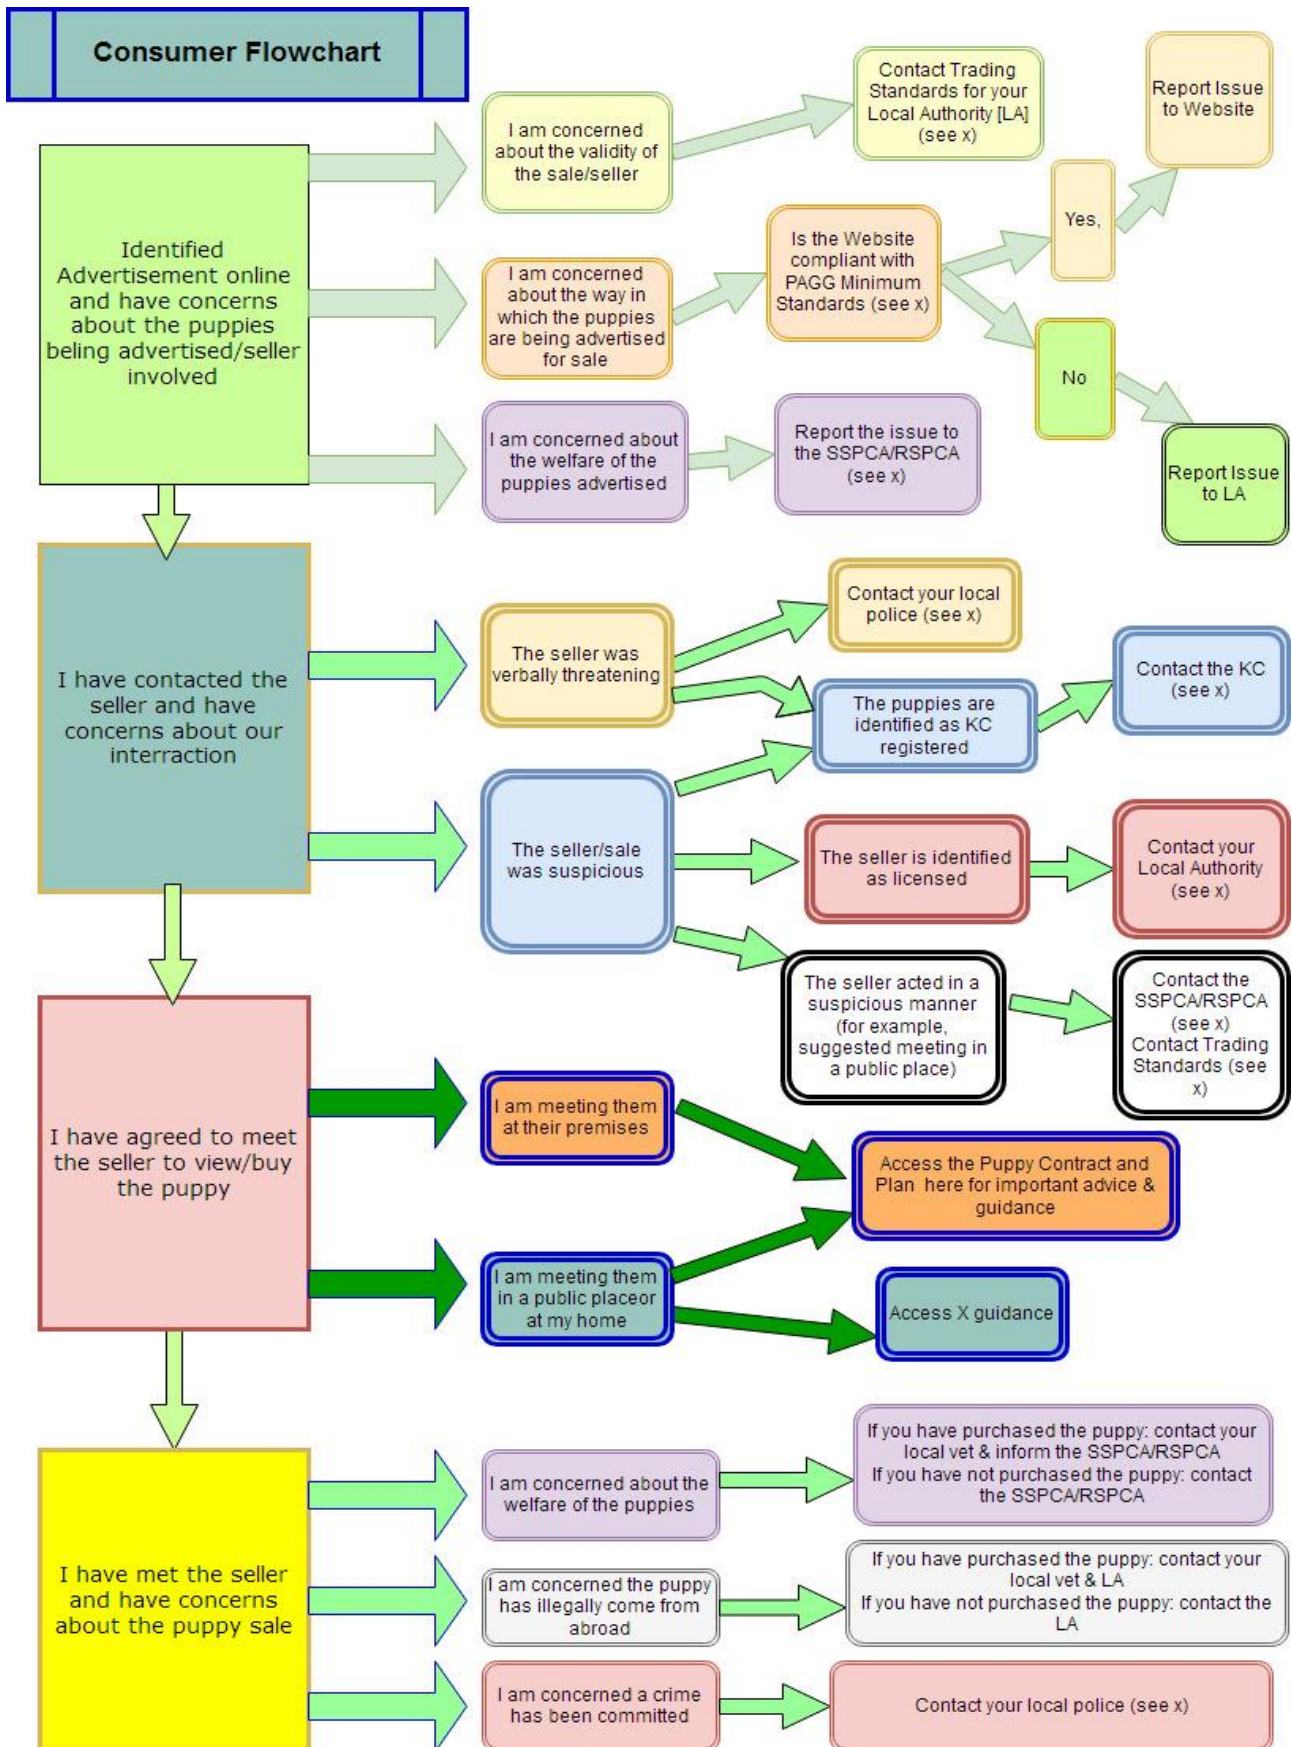 Consumer Flowchart
Identified
Advertisement online
and have concerns
about the puppies
beling advertised/seller
involved
I am concerned
about the validity of
the sale/seller
Contact Trading
Standards for your
Local Authority [LA]
(see x)
I am concerned
about the way in
which the puppies
are being advertised
for sale
Is the Website
compliant with
PAGG Minimum
Standards (see x)
Yes,
Report Issue
to Website
No
Report Issue
to LA
I am concerned about
the welfare of the
puppies advertised
Report the issue to
the SSPCA/RSPCA
(see x)
I have contacted the
seller and have
concerns about our
interraction
The seller was
verbally threatening
Contact your local
police (see x)
The puppies are
identified as KC
registered
Contact the KC
(see x)
The seller/sale
was suspicious
The seller is identified
as licensed
Contact your
Local Authority
(see x)
The seller acted in a
suspicious manner
(for example,
suggested meeting in
a public place)
Contact the
SSPCA/RSPCA
(see x)
Contact Trading
Standards (see
x)
I have agreed to meet
the seller to view/buy
the puppy
I am meeting them
at their premises
Access the Puppy Contract and
Plan here for important advice &
guidance
I am meeting them
in a public placeor
at my home
Access X guidance
I have met the seller
and have concerns
about the puppy sale
I am concerned about the
welfare of the puppies
If you have purchased the puppy: contact your
local vet & inform the SSPCA/RSPCA
If you have not purchased the puppy: contact
the SSPCA/RSPCA
I am concerned the puppy
has illegally come from
abroad
If you have purchased the puppy: contact your
local vet & LA
If you have not purchased the puppy: contact the
LA
I am concerned a crime
has been committed
Contact your local police (see x)